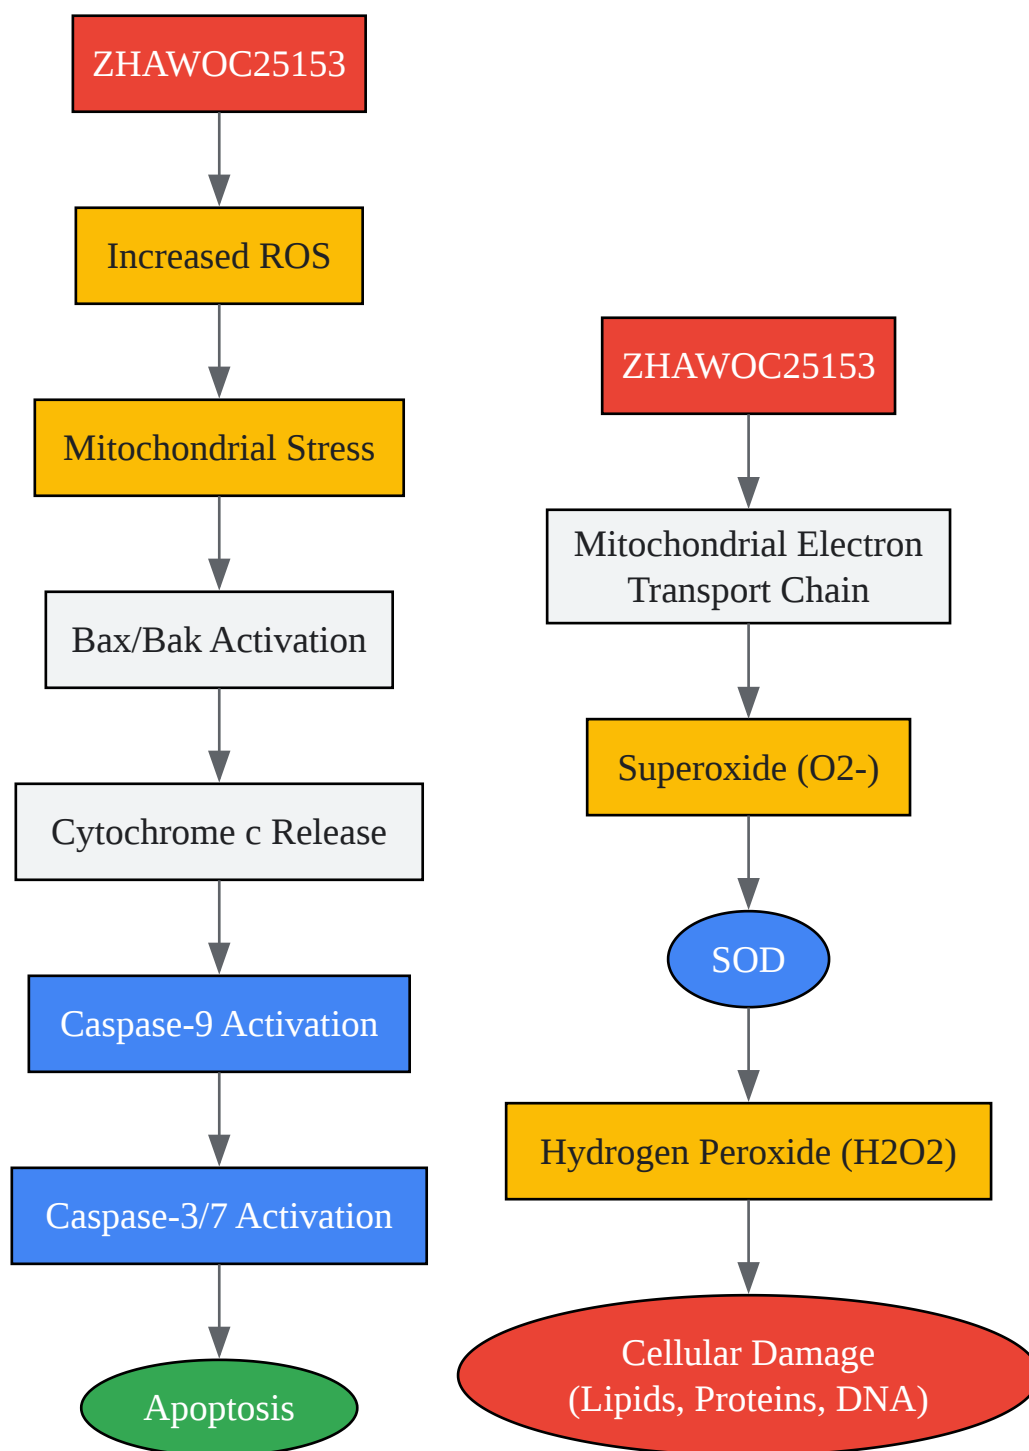 ZHAWOC25153
Increased ROS
Mitochondrial Stress
Bax/Bak Activation
Cytochrome c Release
Caspase-9 Activation
Caspase-3/7 Activation
Apoptosis
ZHAWOC25153
Mitochondrial Electron
Transport Chain
Superoxide (O2-)
SOD
Hydrogen Peroxide (H2O2)
Cellular Damage
(Lipids, Proteins, DNA)